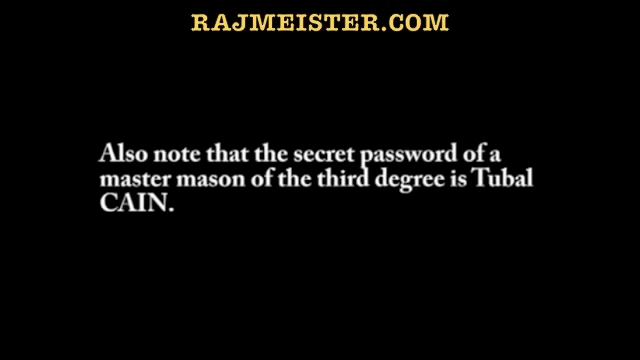 RAJMEISTER.COM
Also note that the secret password of a
master mason of the third degree is Tubal
CAIN.